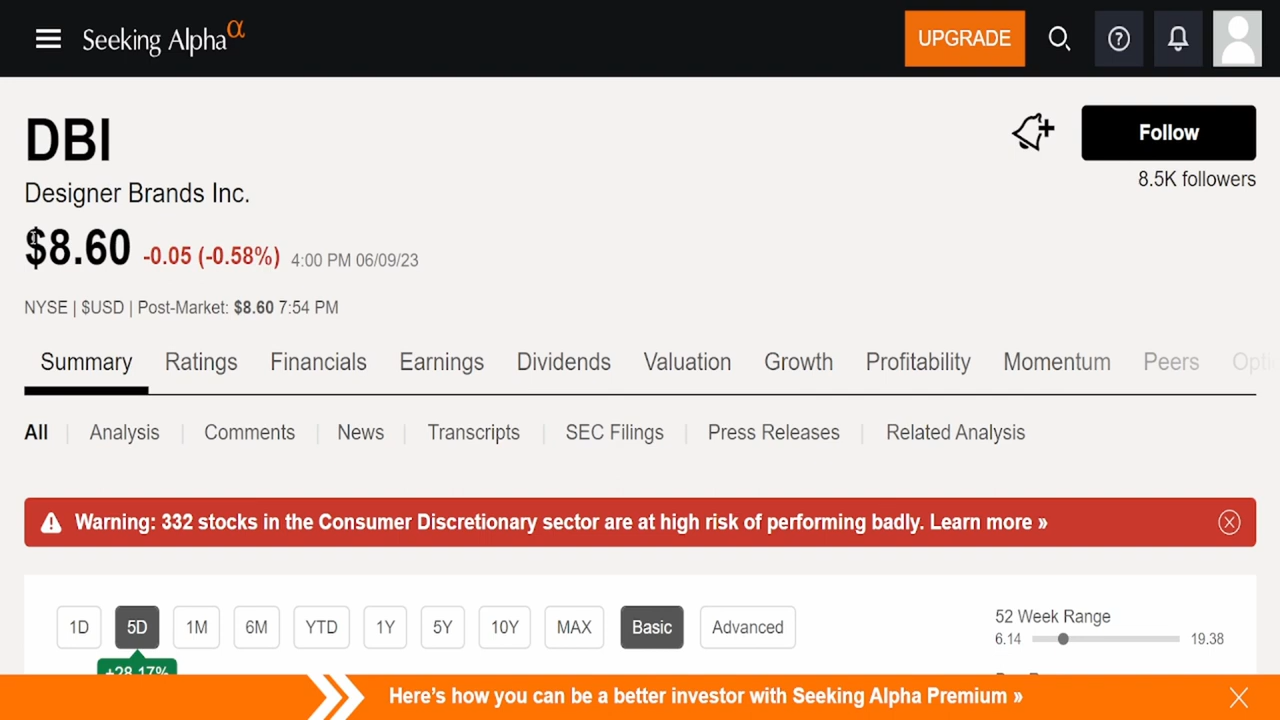 Seeking Alpha α
UPGRADE
DBI
Follow
Designer Brands Inc.
8.5K followers
$8.60 -0.05 (-0.58%) 4:00 PM 06/09/23
NYSE | $USD | Post-Market: $8.60 7:54 PM
Summary Ratings Financials Earnings Dividends Valuation Growth Profitability Momentum Peers
All | Analysis | Comments | News | Transcripts | SEC Filings | Press Releases | Related Analysis
Warning: 332 stocks in the Consumer Discretionary sector are at high risk of performing badly. Learn more »
1D 5D 1M 6M YTD 1Y 5Y 10Y MAX Basic Advanced
52 Week Range
6.14 19.38
+28.17%
Here's how you can be a better investor with Seeking Alpha Premium »